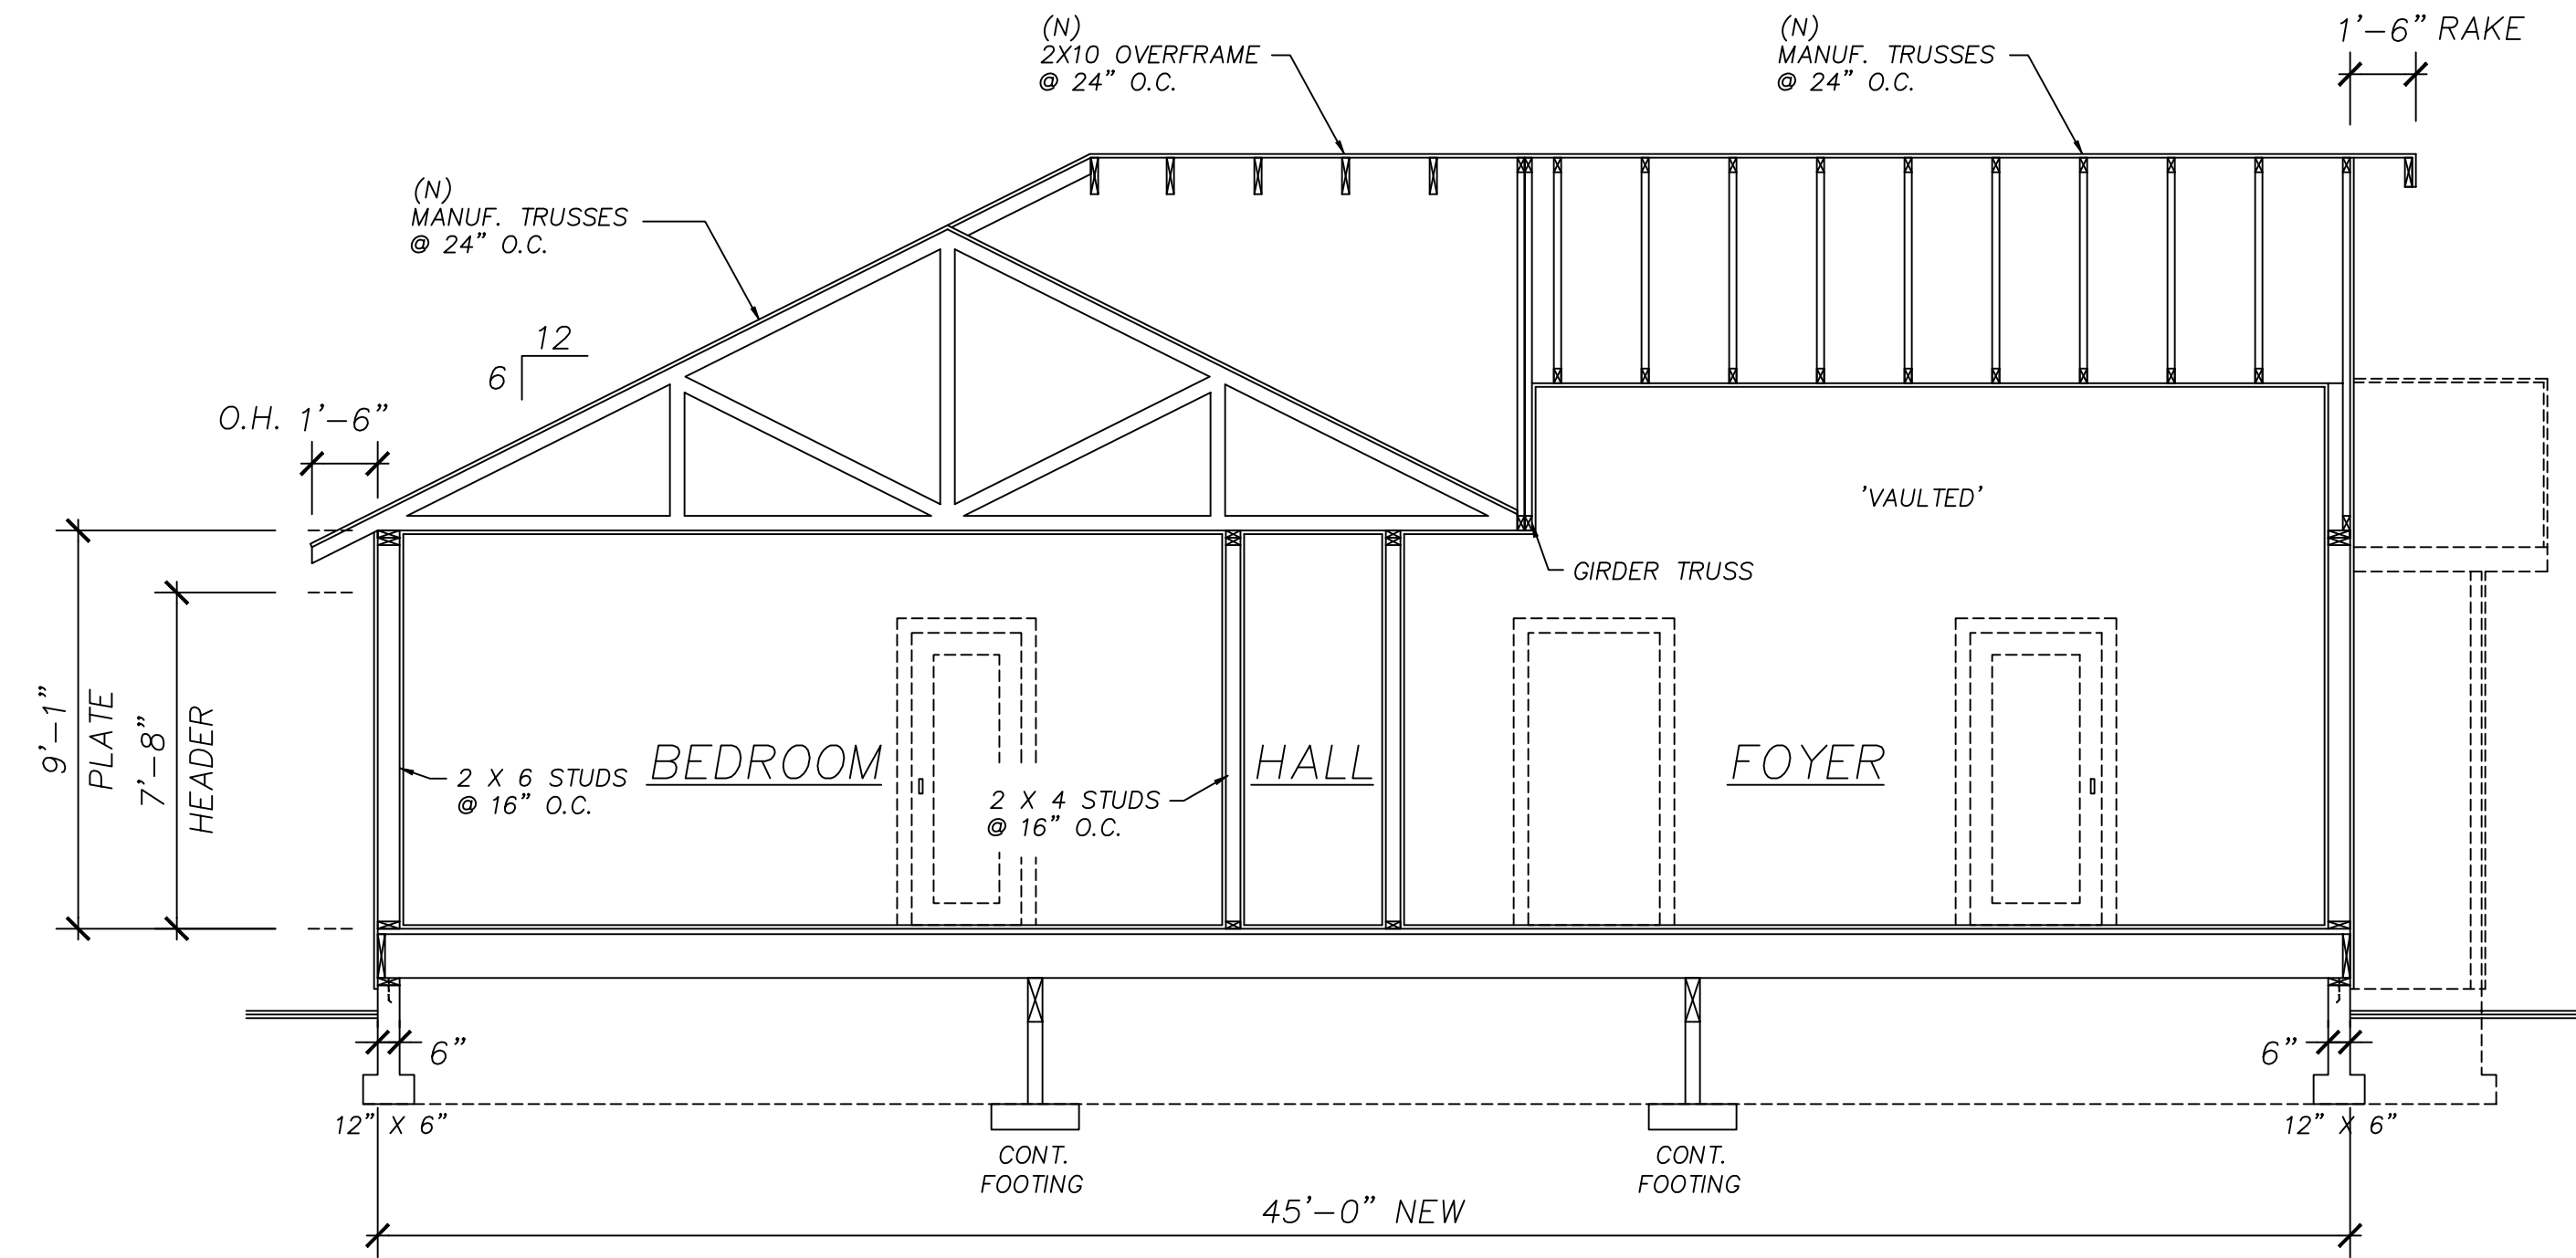 (N)
2X10 OVERFRAME
@ 24" O.C.
(N)
MANUF. TRUSSES
@ 24" O.C.
1'-6" RAKE
(N)
MANUF. TRUSSES
@ 24" O.C.
12
6
O.H. 1'-6"
'VAULTED'
GIRDER TRUSS
9'-1"
PLATE
7'-8"
HEADER
BEDROOM
HALL
FOYER
2 X 6 STUDS
@ 16" O.C.
2 X 4 STUDS
@ 16" O.C.
6"
6"
12" X 6"
12" X 6"
CONT.
FOOTING
CONT.
FOOTING
45'-0" NEW